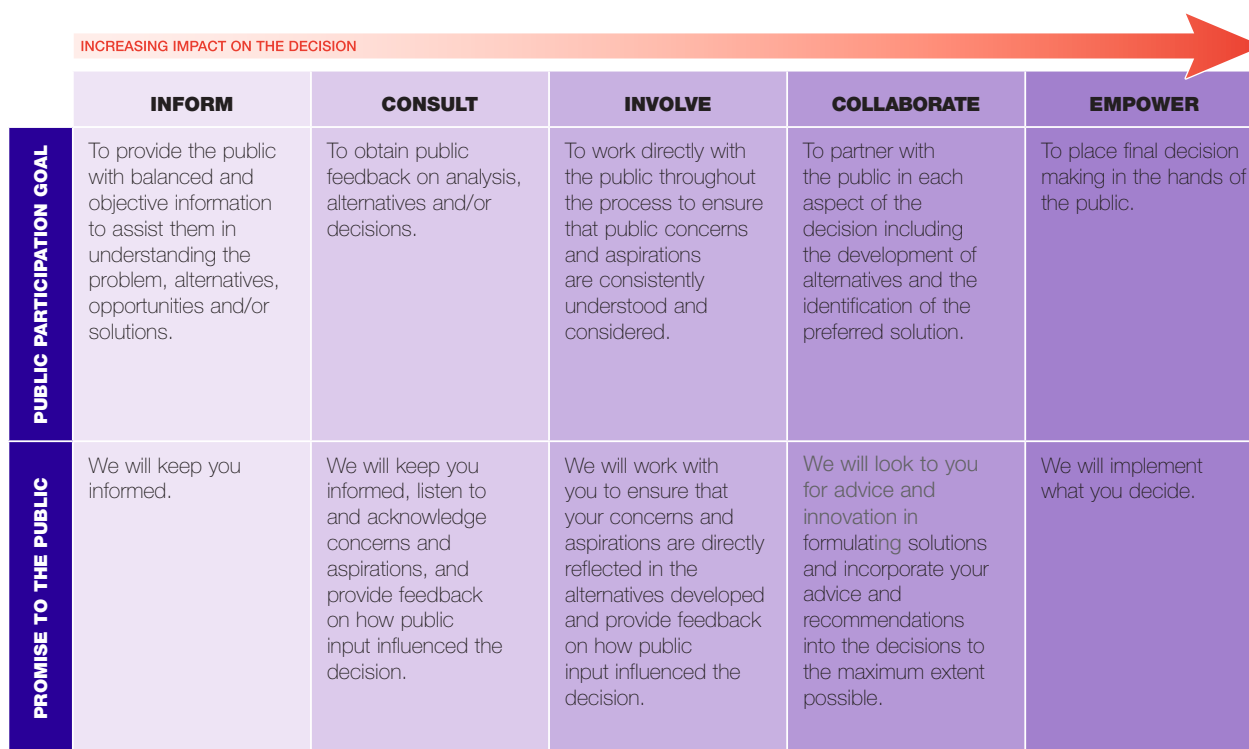 INCREASING IMPACT ON THE DECISION
INFORM
CONSULT
INVOLVE
COLLABORATE
EMPOWER
PUBLIC PARTICIPATION GOAL
To provide the public
with balanced and
objective information
to assist them in
understanding the
problem, alternatives,
opportunities and/or
solutions.
To obtain public
feedback on analysis,
alternatives and/or
decisions.
To work directly with
the public throughout
the process to ensure
that public concerns
and aspirations
are consistently
understood and
considered.
To partner with
the public in each
aspect of the
decision including
the development of
alternatives and the
identification of the
preferred solution.
To place final decision
making in the hands of
the public.
PROMISE TO THE PUBLIC
We will keep you
informed.
We will keep you
informed, listen to
and acknowledge
concerns and
aspirations, and
provide feedback
on how public
input influenced the
decision.
We will work with
you to ensure that
your concerns and
aspirations are directly
reflected in the
alternatives developed
and provide feedback
on how public
input influenced the
decision.
We will look to you
for advice and
innovation in
formulating solutions
and incorporate your
advice and
recommendations
into the decisions to
the maximum extent
possible.
We will implement
what you decide.